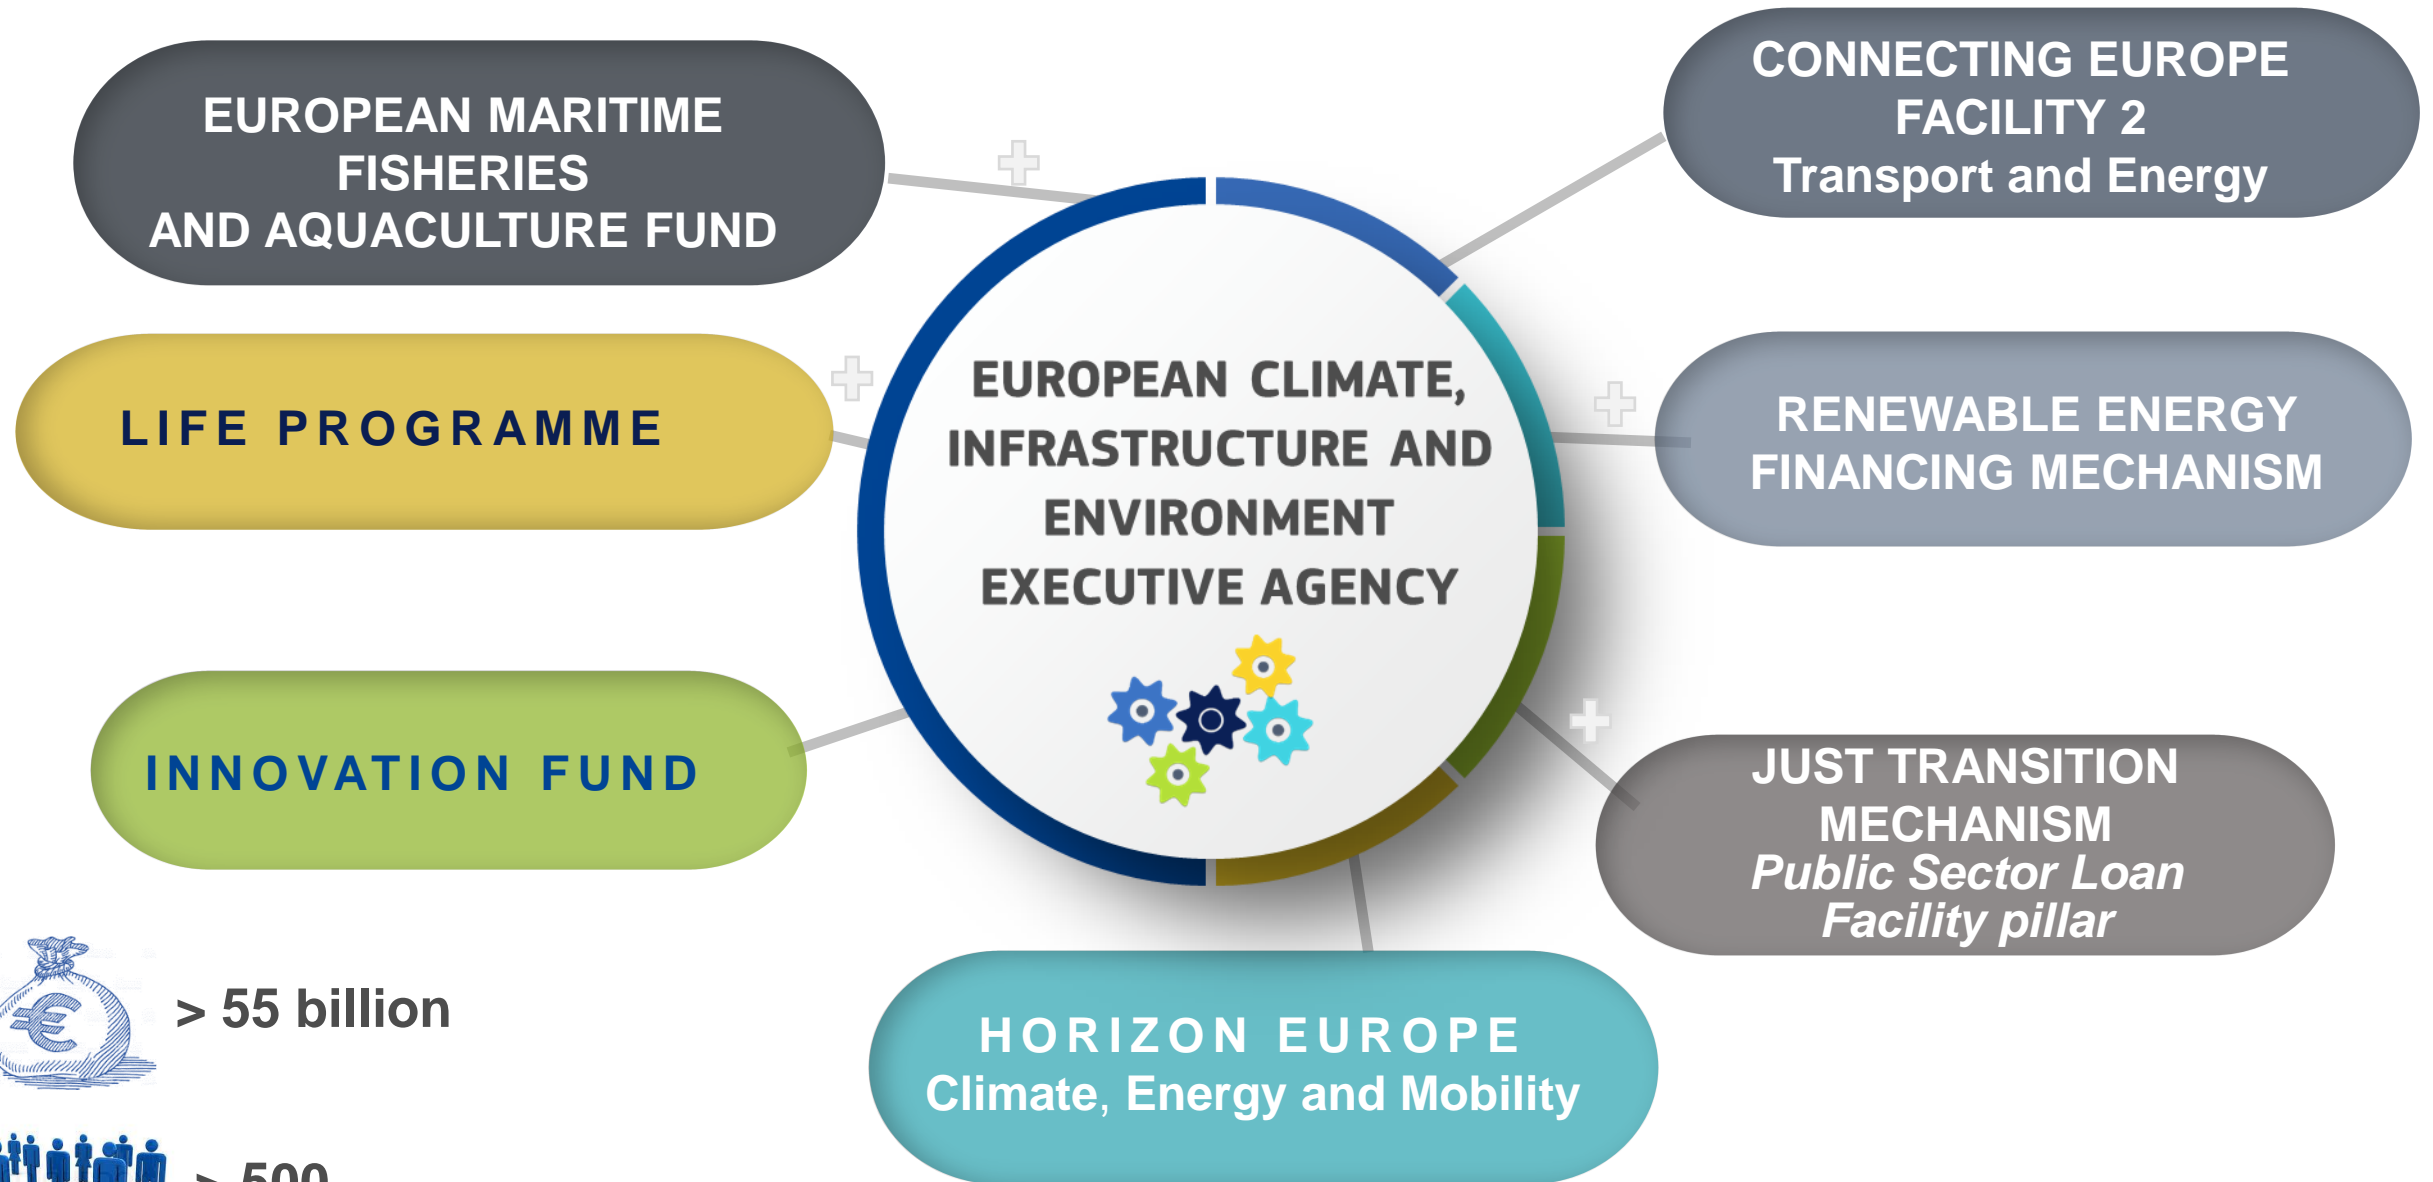 EUROPEAN MARITIME
FISHERIES
AND AQUACULTURE FUND
LIFE PROGRAMME
INNOVATION FUND
EUROPEAN CLIMATE,
INFRASTRUCTURE AND
ENVIRONMENT
EXECUTIVE AGENCY
CONNECTING EUROPE
FACILITY 2
Transport and Energy
RENEWABLE ENERGY
FINANCING MECHANISM
JUST TRANSITION
MECHANISM
Public Sector Loan
Facility pillar
HORIZON EUROPE
Climate, Energy and Mobility
€
> 55 billion
> 500